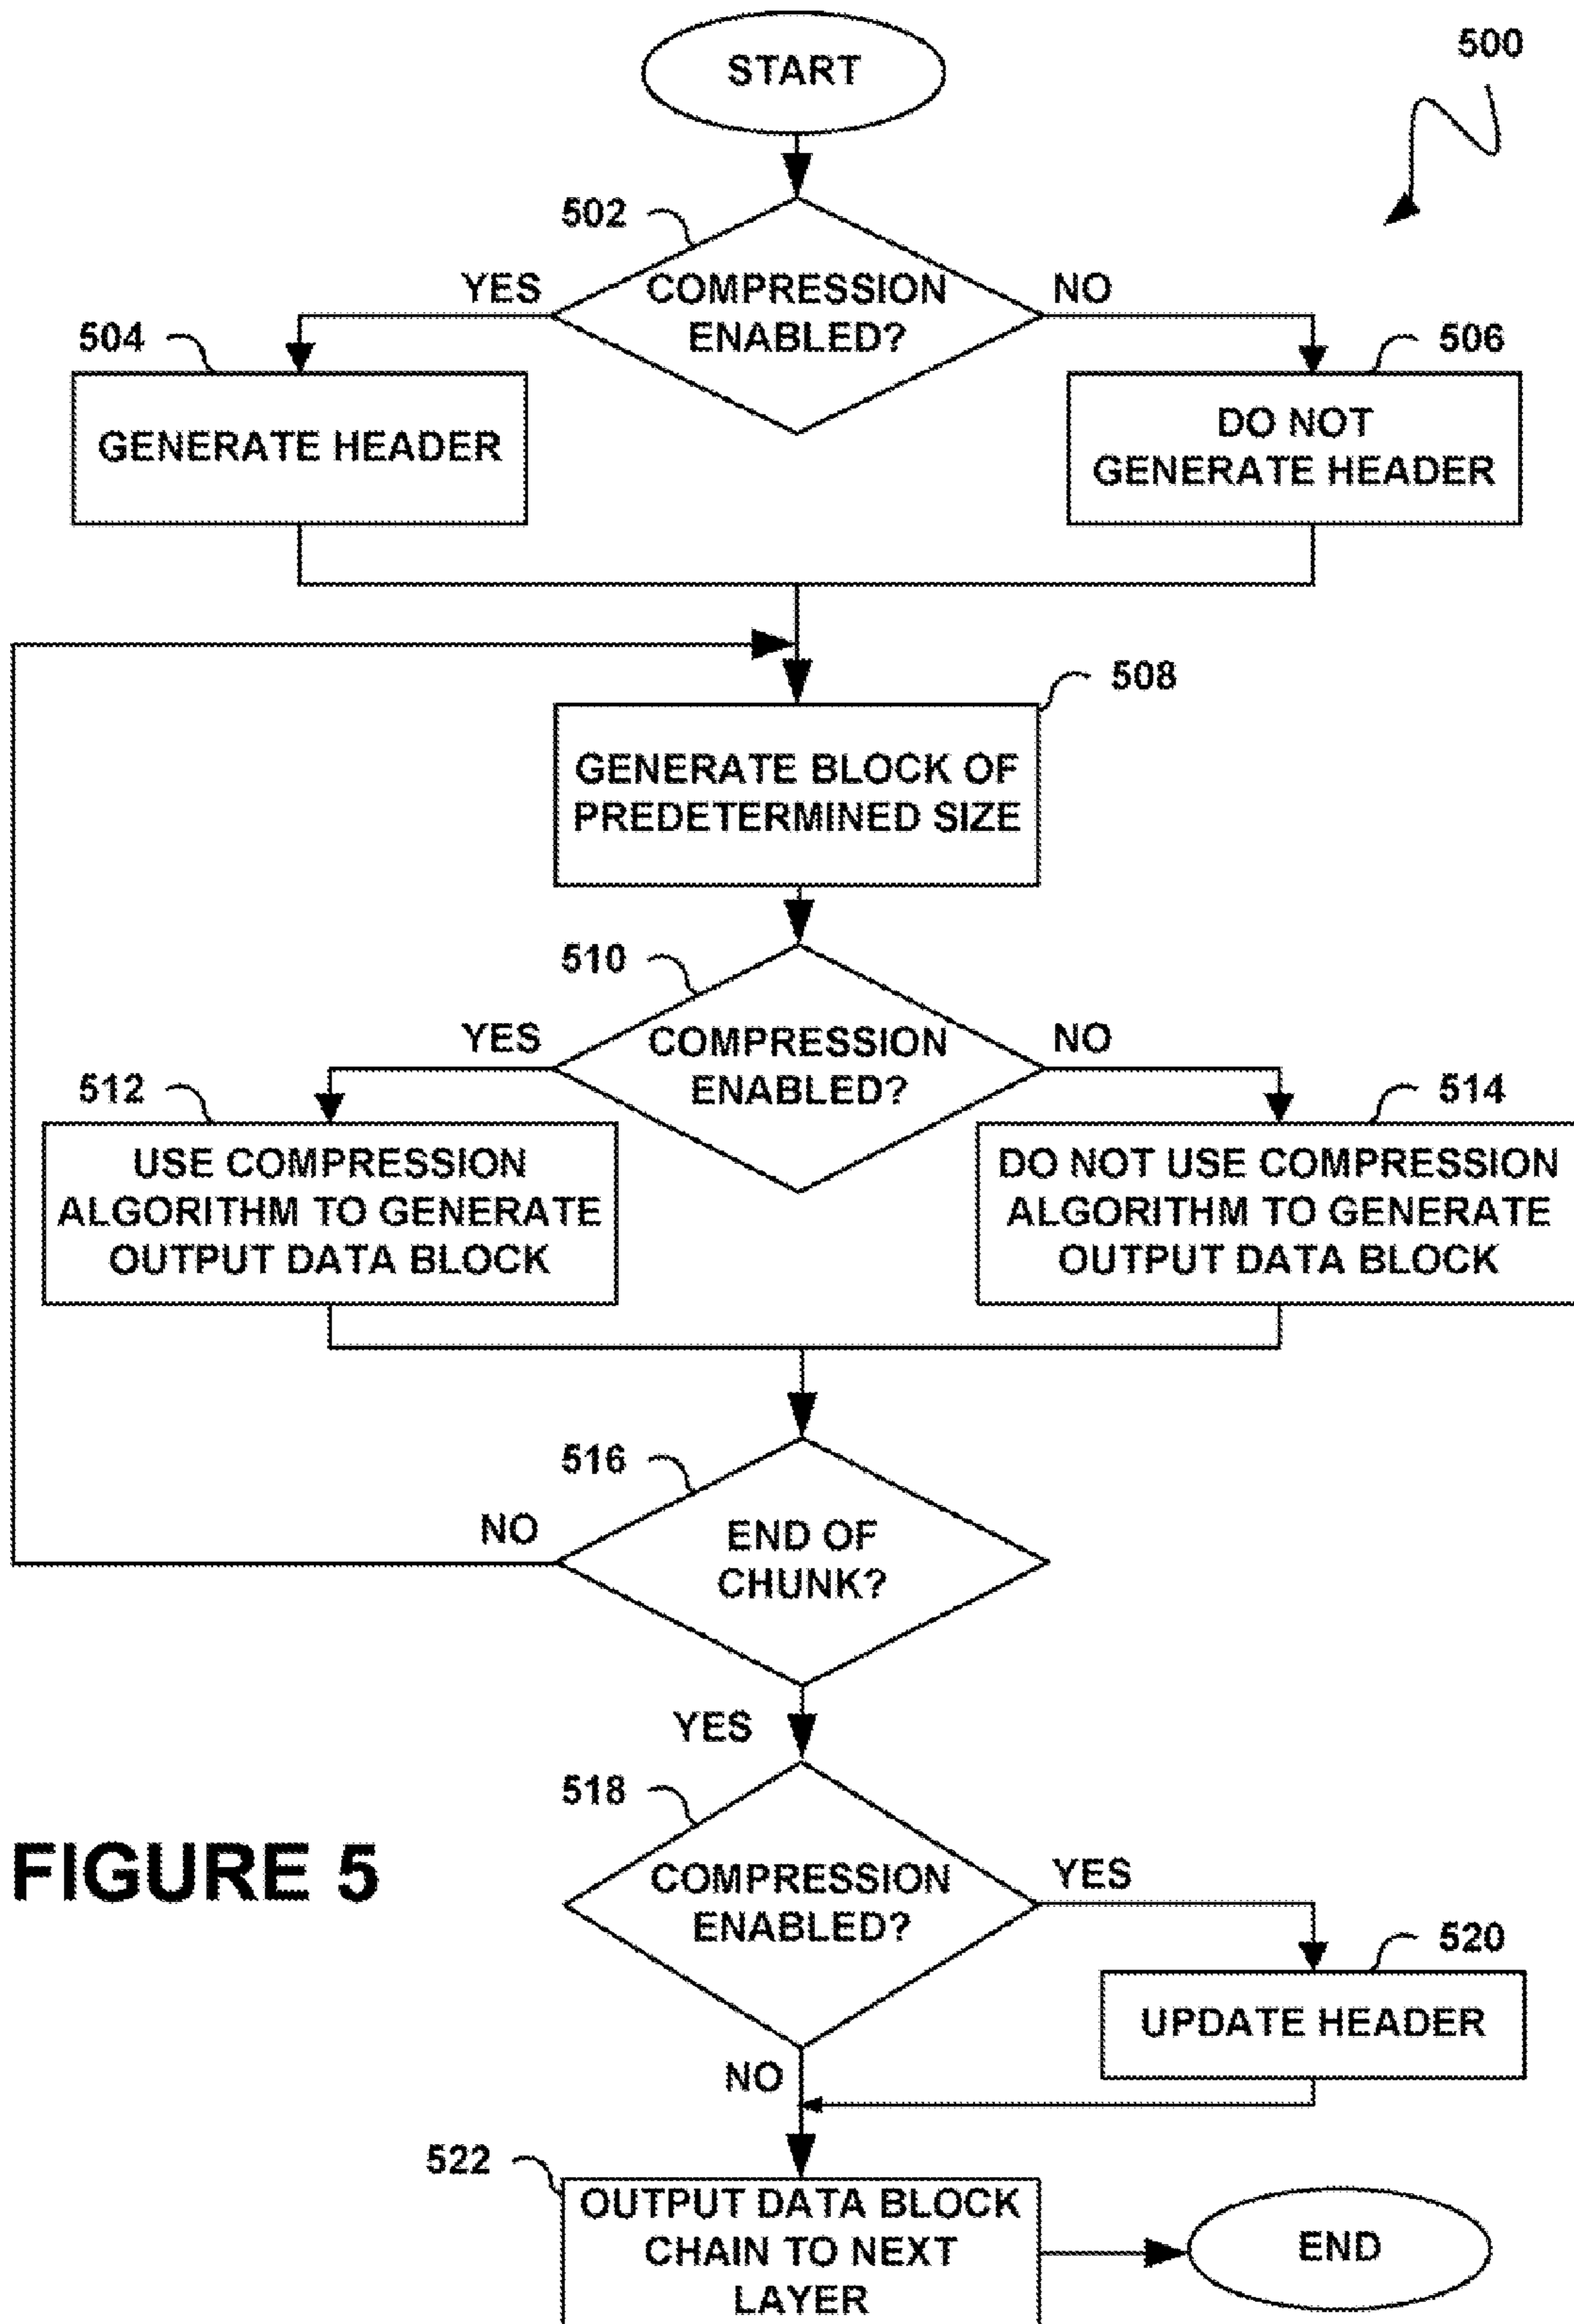 START
500
502
YES
COMPRESSION
ENABLED?
NO
504
GENERATE HEADER
506
DO NOT
GENERATE HEADER
508
GENERATE BLOCK OF
PREDETERMINED SIZE
510
YES
COMPRESSION
ENABLED?
NO
512
USE COMPRESSION
ALGORITHM TO GENERATE
OUTPUT DATA BLOCK
514
DO NOT USE COMPRESSION
ALGORITHM TO GENERATE
OUTPUT DATA BLOCK
516
NO
END OF
CHUNK?
YES
518
FIGURE 5
COMPRESSION
ENABLED?
YES
520
UPDATE HEADER
NO
522
OUTPUT DATA BLOCK
CHAIN TO NEXT
LAYER
END